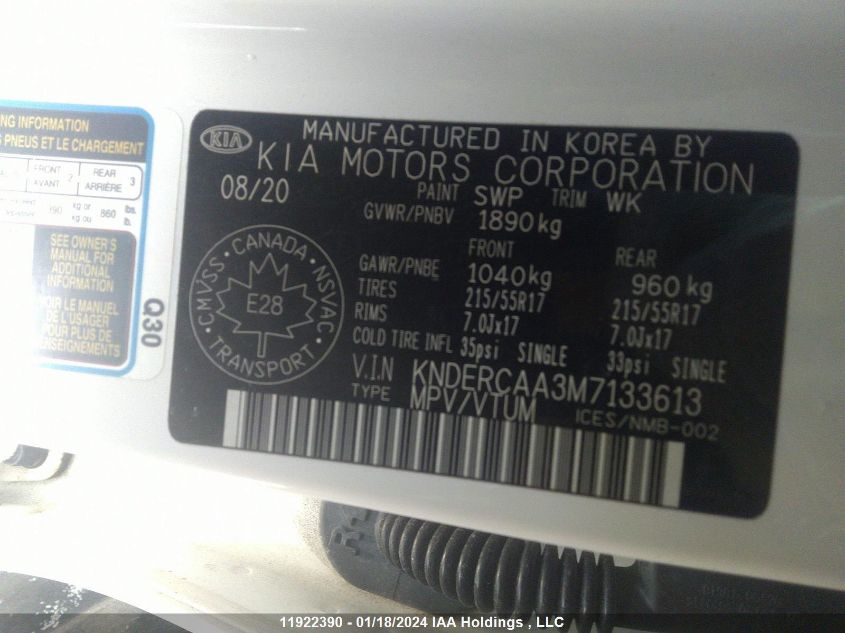 NG INFORMATION
S PNEUS ET LE CHARGEMENT
FRONT 2 REAR 3
AVANT ARRIÈRE
kg or 860 lbs.
kg ou lb.
SEE OWNER'S
MANUAL FOR
ADDITIONAL
INFORMATION
VOIR LE MANUEL
DE L'USAGER
POUR PLUS DE
RENSEIGNEMENTS
Q30
KIA
MANUFACTURED IN KOREA BY
KIA MOTORS CORPORATION
08/20 PAINT SWP TRIM WK
GVWR/PNBV 1890kg
FRONT REAR
GAWR/PNBE 1040kg 960kg
TIRES 215/55R17 215/55R17
RIMS 7.0Jx17 7.0Jx17
COLD TIRE INFL 35psi SINGLE 33psi SINGLE
V.I.N KNDERCAA3M7133613
TYPE MPV/VTUM ICES/NMB-002
CMVSS • CANADA • NSVAC • TRANSPORT •
E28
11922390 - 01/18/2024 IAA Holdings , LLC